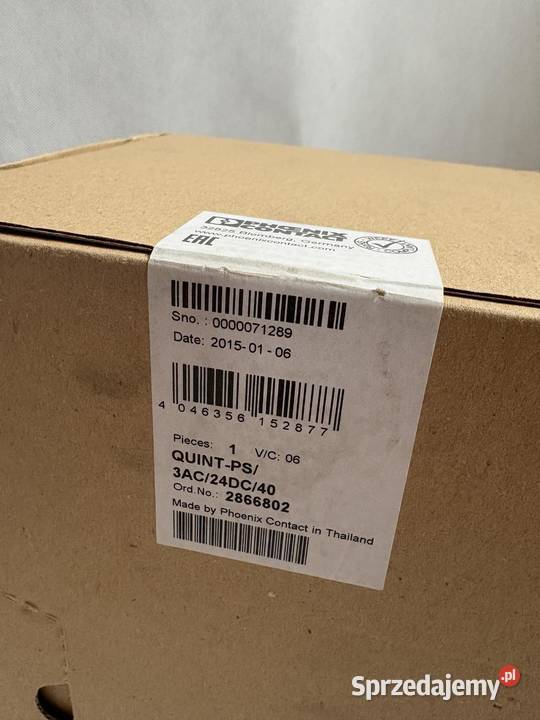 PHOENIX
CONTACT
32825 Blomberg, Germany
www.phoenixcontact.com
EAC
Sno. : 0000071289
Date: 2015-01-06
4 046356 152877
Pieces: 1 V/C: 06
QUINT-PS/
3AC/24DC/40
Ord.No.: 2866802
Made by Phoenix Contact in Thailand
Sprzedajemy.pl